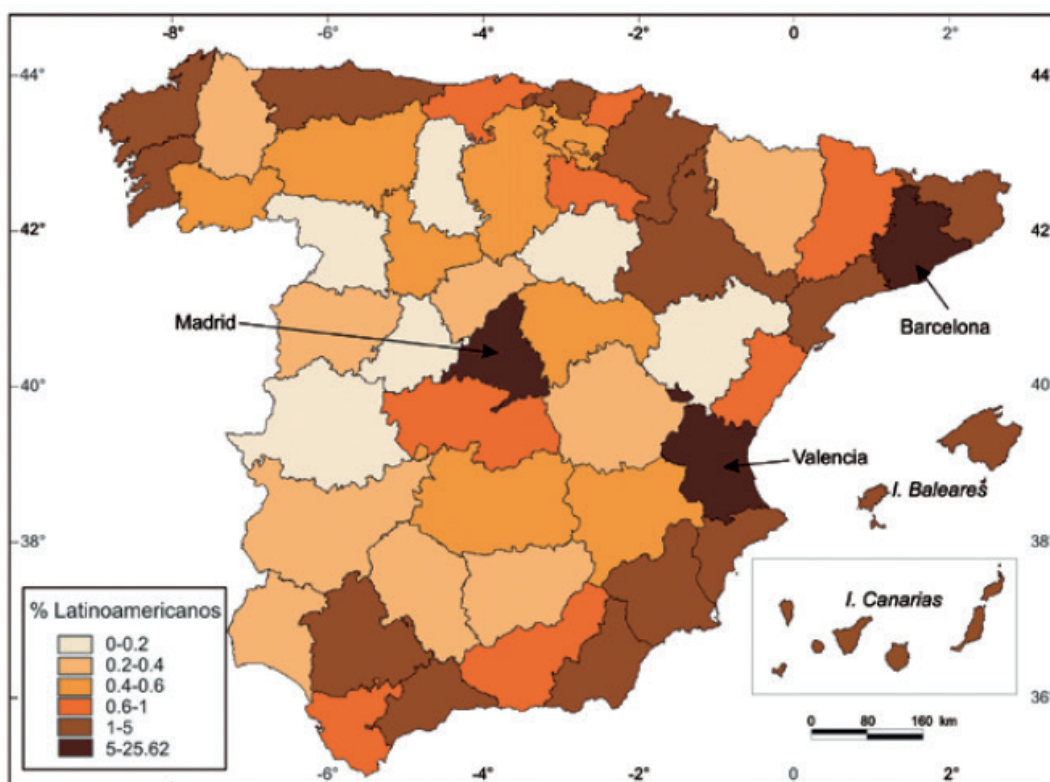 -8° -6° -4° -2° 0 2°
44° 44
42° 42
Madrid
Barcelona
40° 40
Valencia
I. Baleares
38° 38
% Latinoamericanos
0-0.2
0.2-0.4
0.4-0.6
0.6-1
1-5
5-25.62
I. Canarias
36°
0 80 160 km
-6° -4° -2° 0 2°